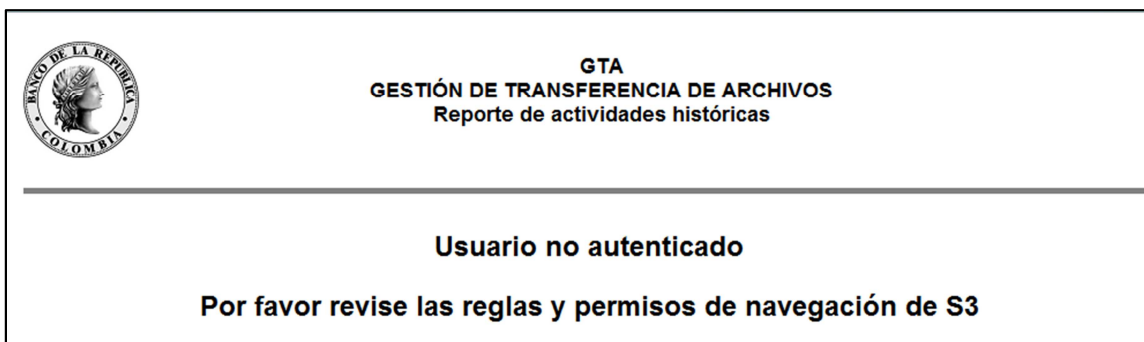 BANCO DE LA REPUBLICA
COLOMBIA
GTA
GESTIÓN DE TRANSFERENCIA DE ARCHIVOS
Reporte de actividades históricas
Usuario no autenticado
Por favor revise las reglas y permisos de navegación de S3